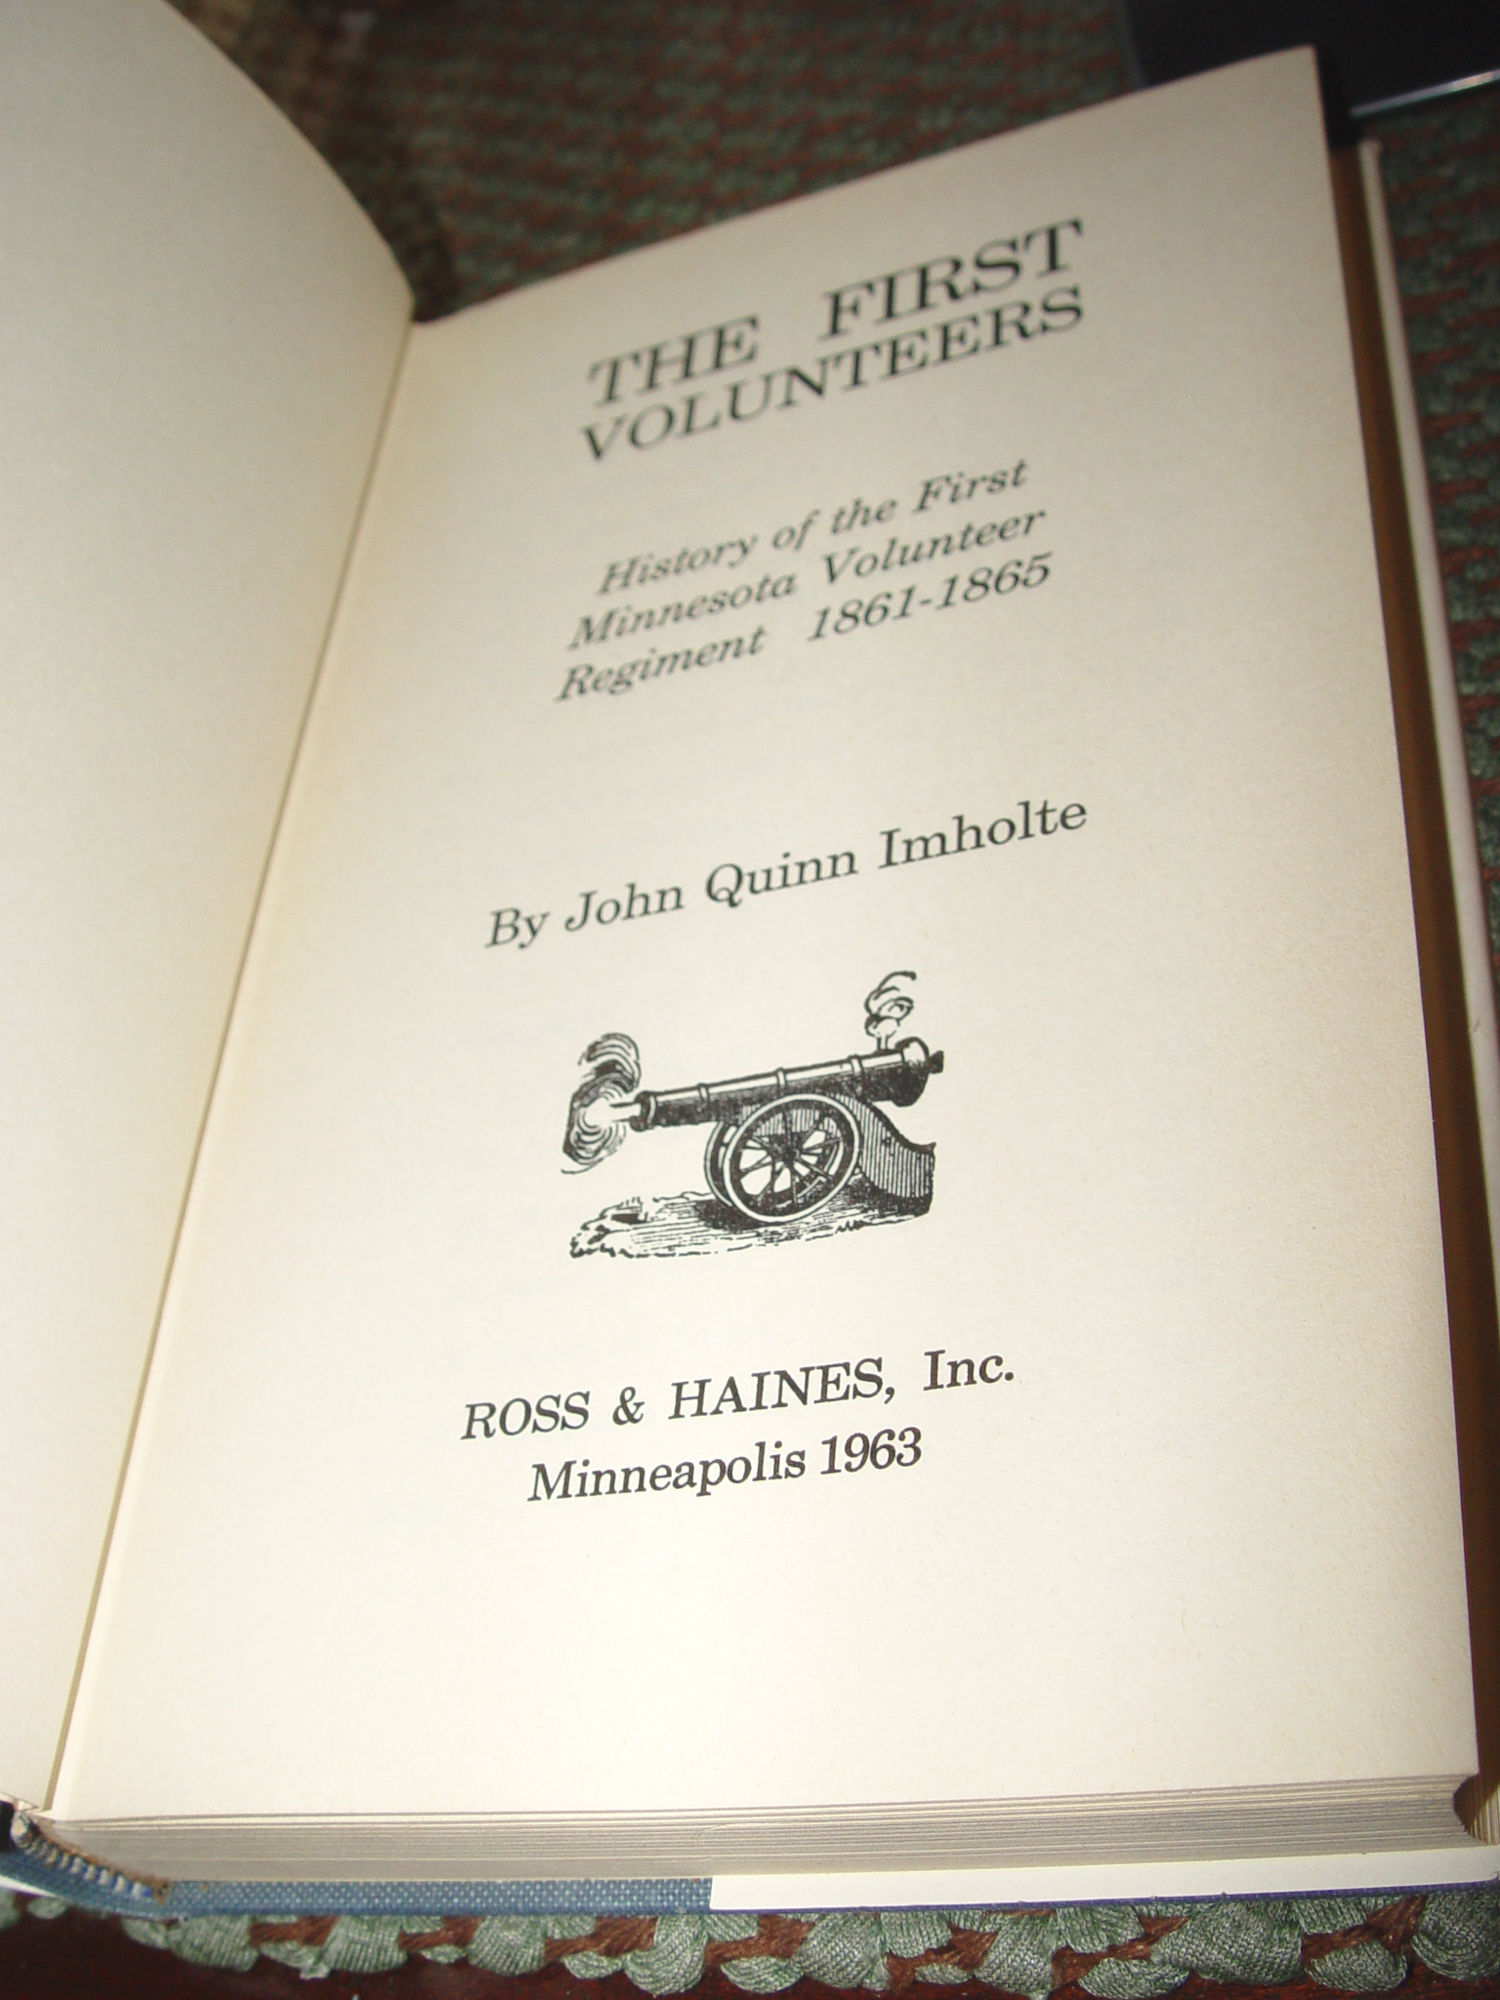 THE FIRST
VOLUNTEERS
History of the First
Minnesota Volunteer
Regiment 1861-1865
By John Quinn Imholte
ROSS & HAINES, Inc.
Minneapolis 1963